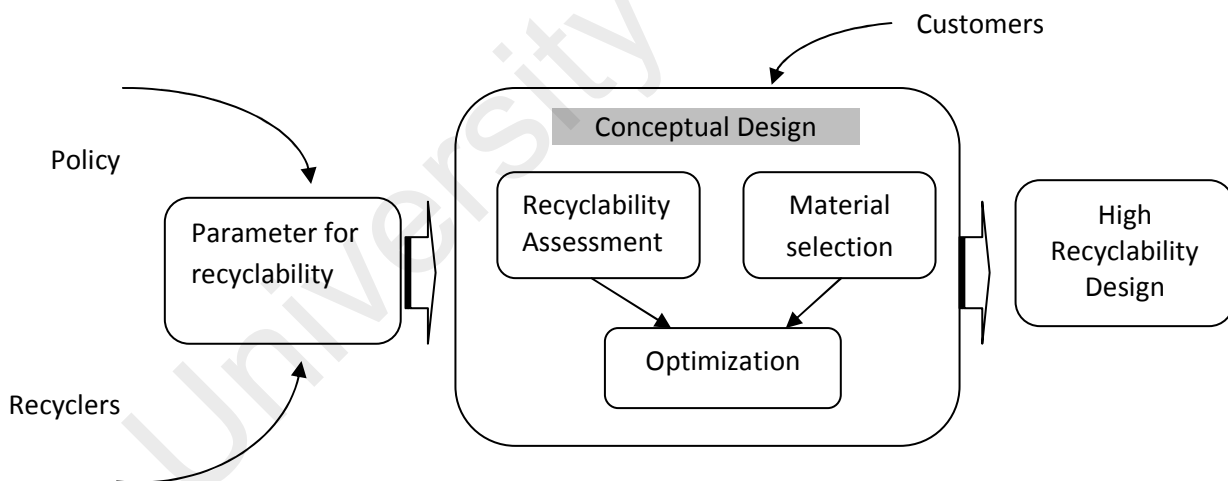 Customers
Conceptual Design
Policy
Recyclers
Parameter for
recyclability
Recyclability
Assessment
Material
selection
Optimization
High
Recyclability
Design
University